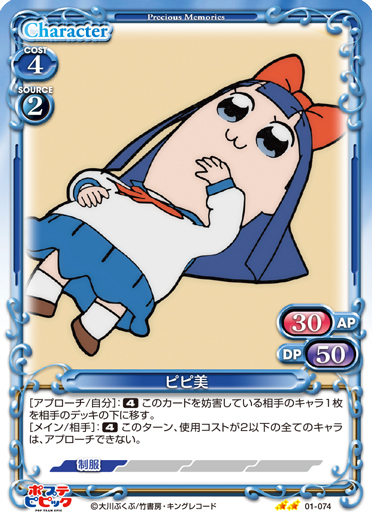 Precious Memories
Character
COST
4
SOURCE
2
30 AP
DP 50
ピピ美
[アプローチ/自分]：4 このカードを妨害している相手のキャラ1枚
を相手のデッキの下に移す。
[メイン/相手]：4 このターン、使用コストが2以下の全てのキャラ
は、アプローチできない。
制服
ポプテ
ピピック
POP TEAM EPIC
©大川ぶくぶ/竹書房・キングレコード
01-074